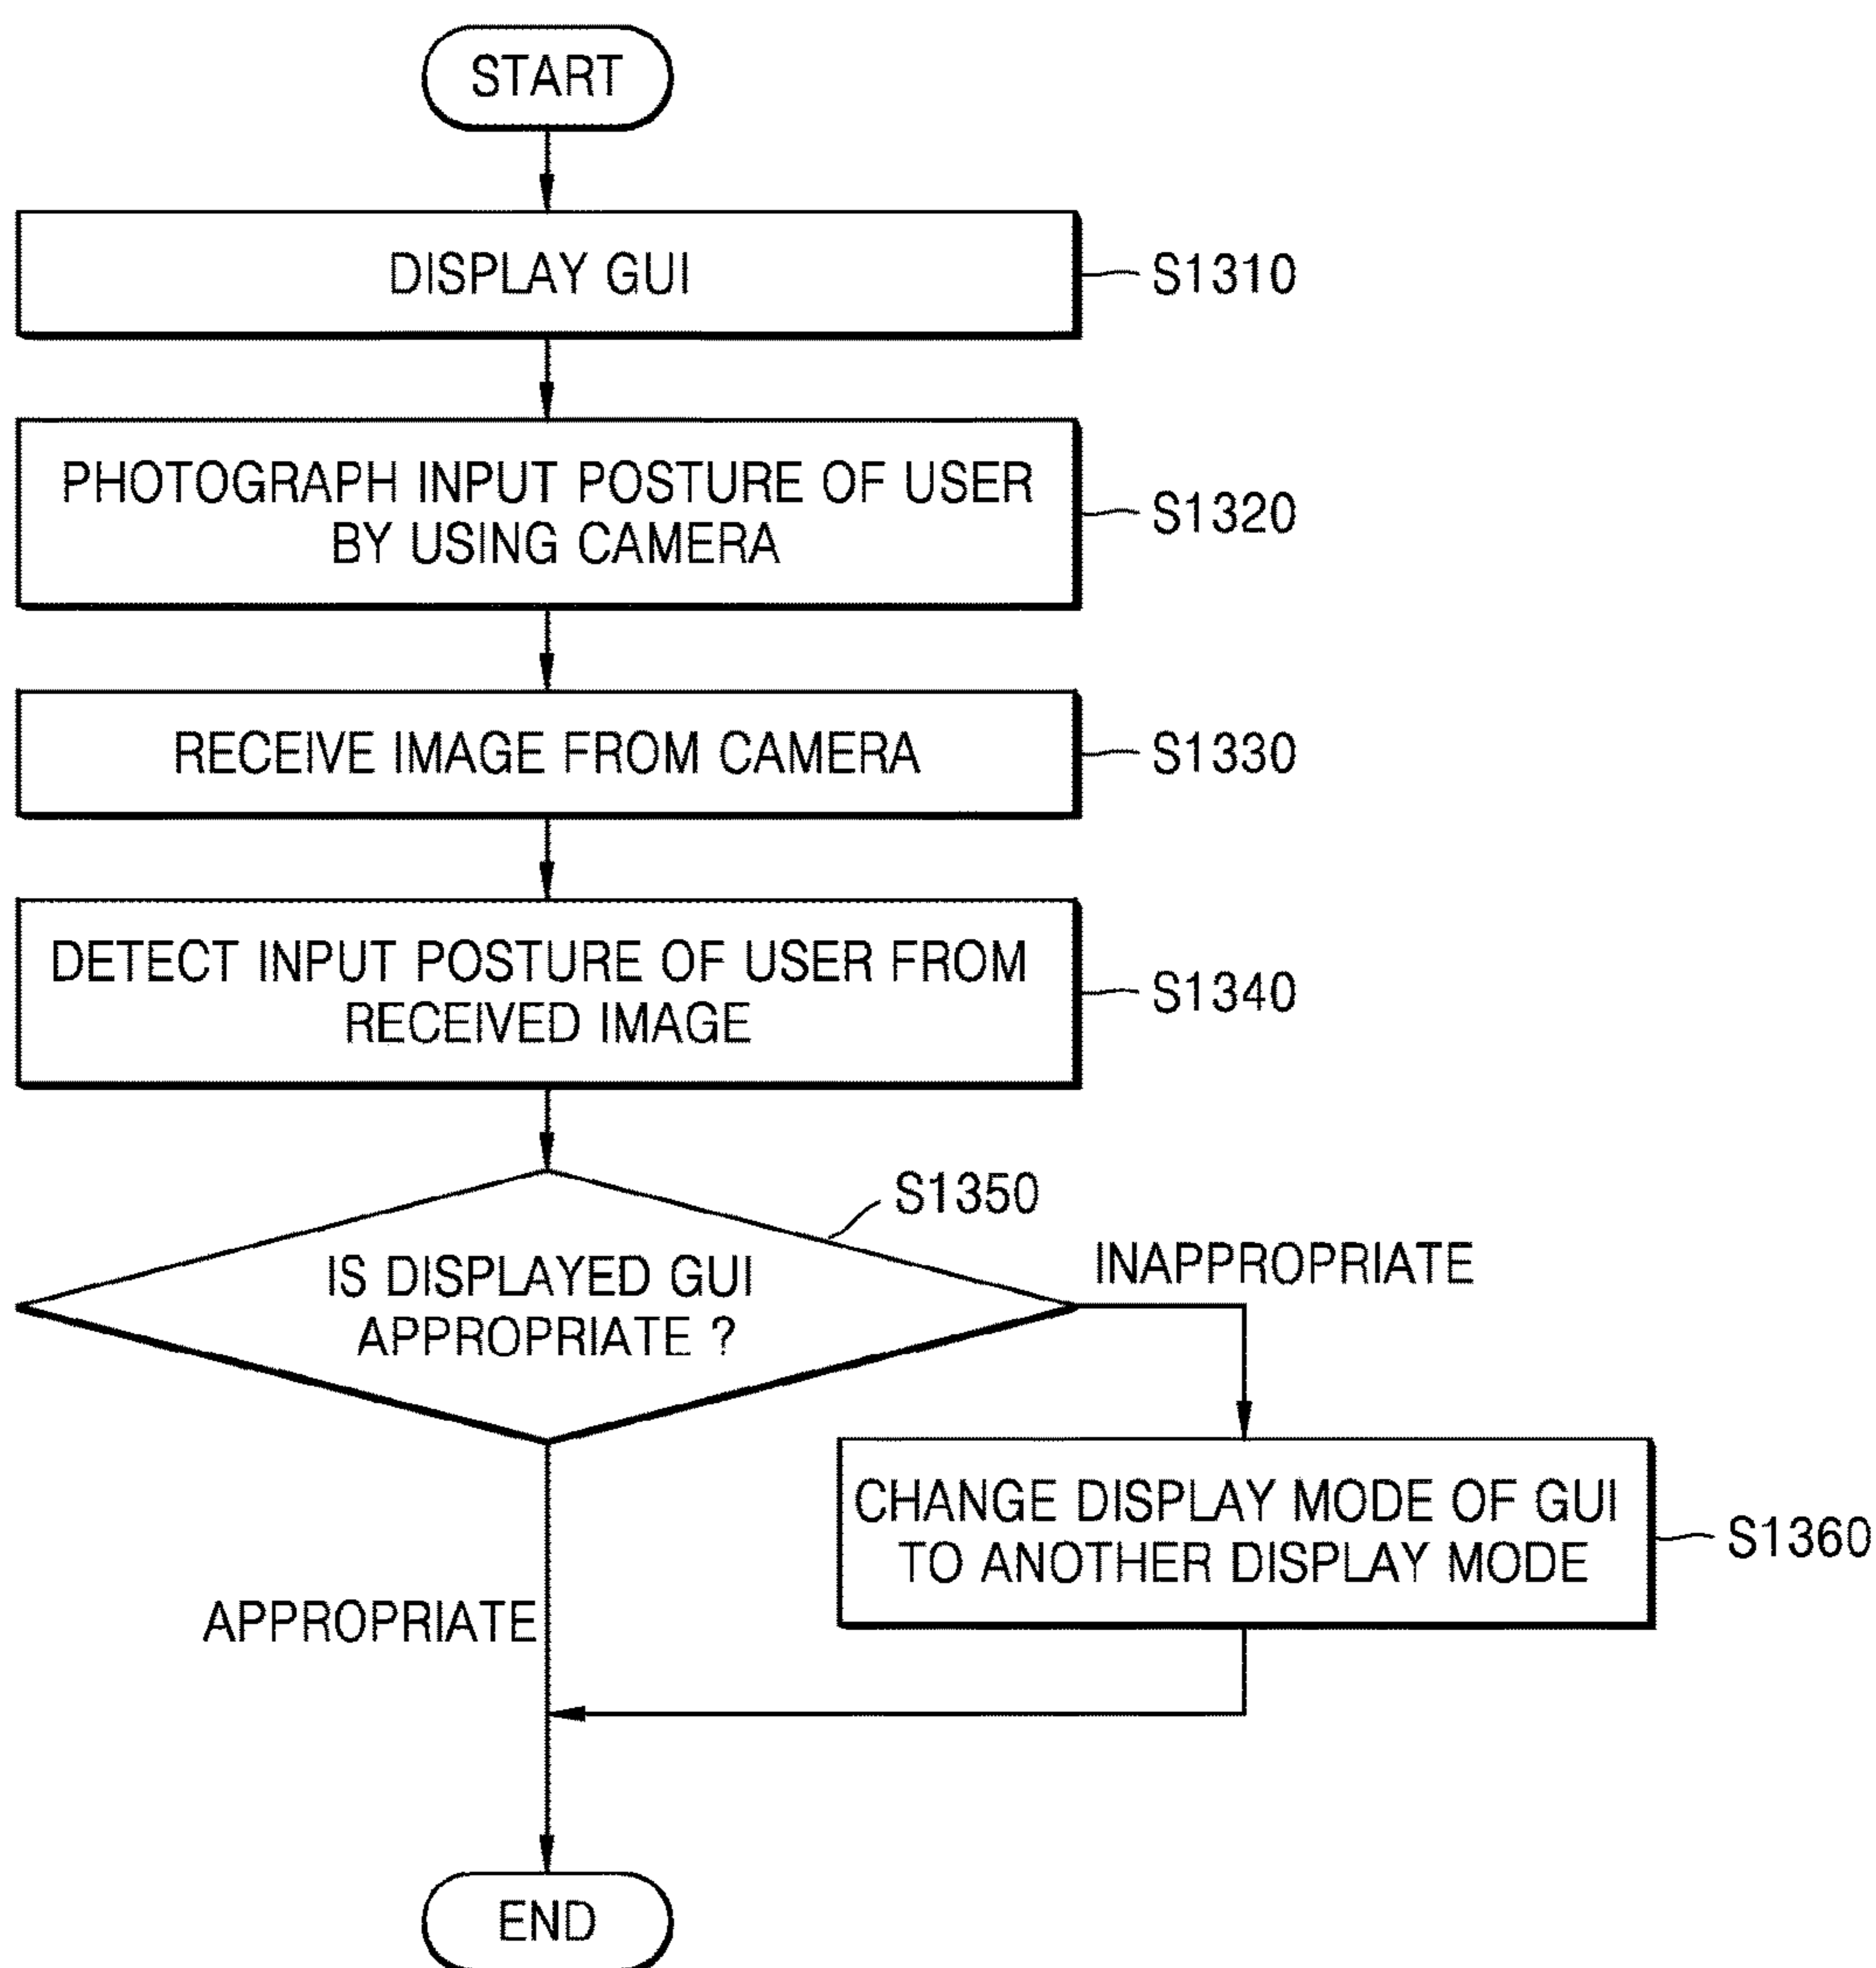 START
DISPLAY GUI
S1310
PHOTOGRAPH INPUT POSTURE OF USER
BY USING CAMERA
S1320
RECEIVE IMAGE FROM CAMERA
S1330
DETECT INPUT POSTURE OF USER FROM
RECEIVED IMAGE
S1340
S1350
IS DISPLAYED GUI
APPROPRIATE ?
INAPPROPRIATE
CHANGE DISPLAY MODE OF GUI
TO ANOTHER DISPLAY MODE
S1360
APPROPRIATE
END